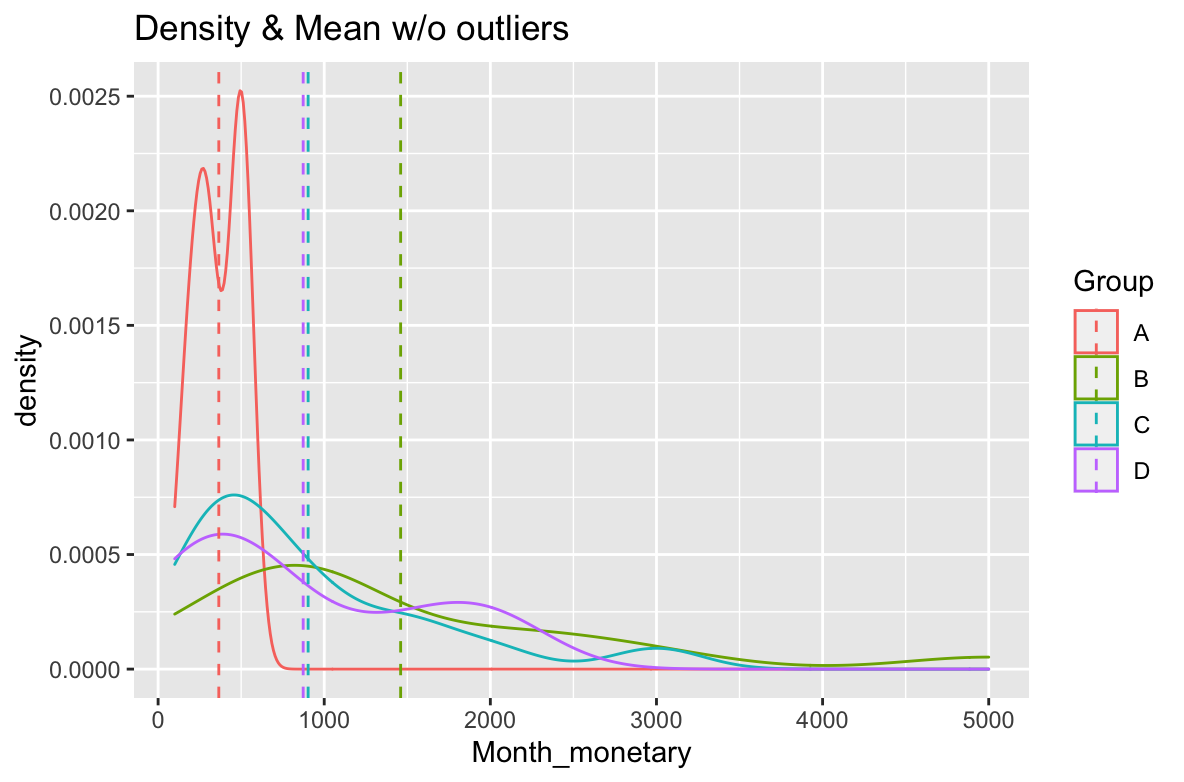 Density & Mean w/o outliers
density
0.0025
0.0020
0.0015
0.0010
0.0005
0.0000
0 1000 2000 3000 4000 5000
Month_monetary
Group
A
B
C
D